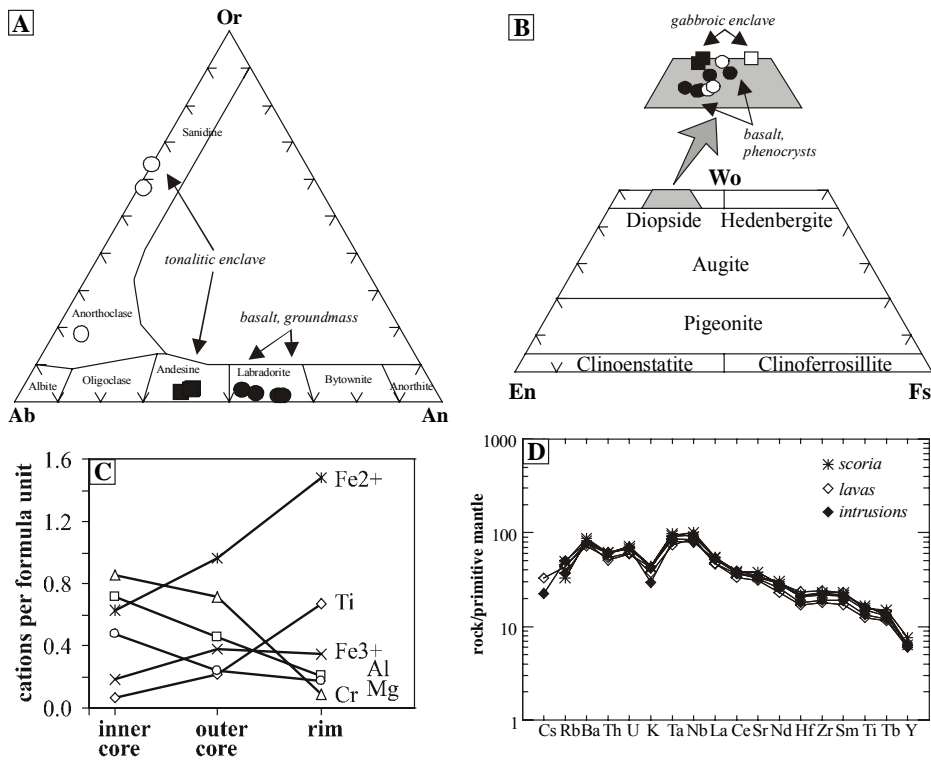 A
Or
Sanidine
tonalitic enclave
Anorthoclase
basalt, groundmass
Albite
Oligoclase
Andesine
Labradorite
Bytownite
Anorthite
Ab
An
B
gabbroic enclave
basalt,
phenocrysts
Wo
Diopside
Hedenbergite
Augite
Pigeonite
Clinoenstatite
Clinoferrosillite
En
Fs
C
cations per formula unit
1.6
1.2
0.8
0.4
0.0
Fe2+
Ti
Fe3+
Al
Cr
Mg
inner
core
outer
core
rim
D
rock/primitive mantle
1000
100
10
1
scoria
lavas
intrusions
Cs Rb Ba Th U K Ta Nb La Ce Sr Nd Hf Zr Sm Ti Tb Y